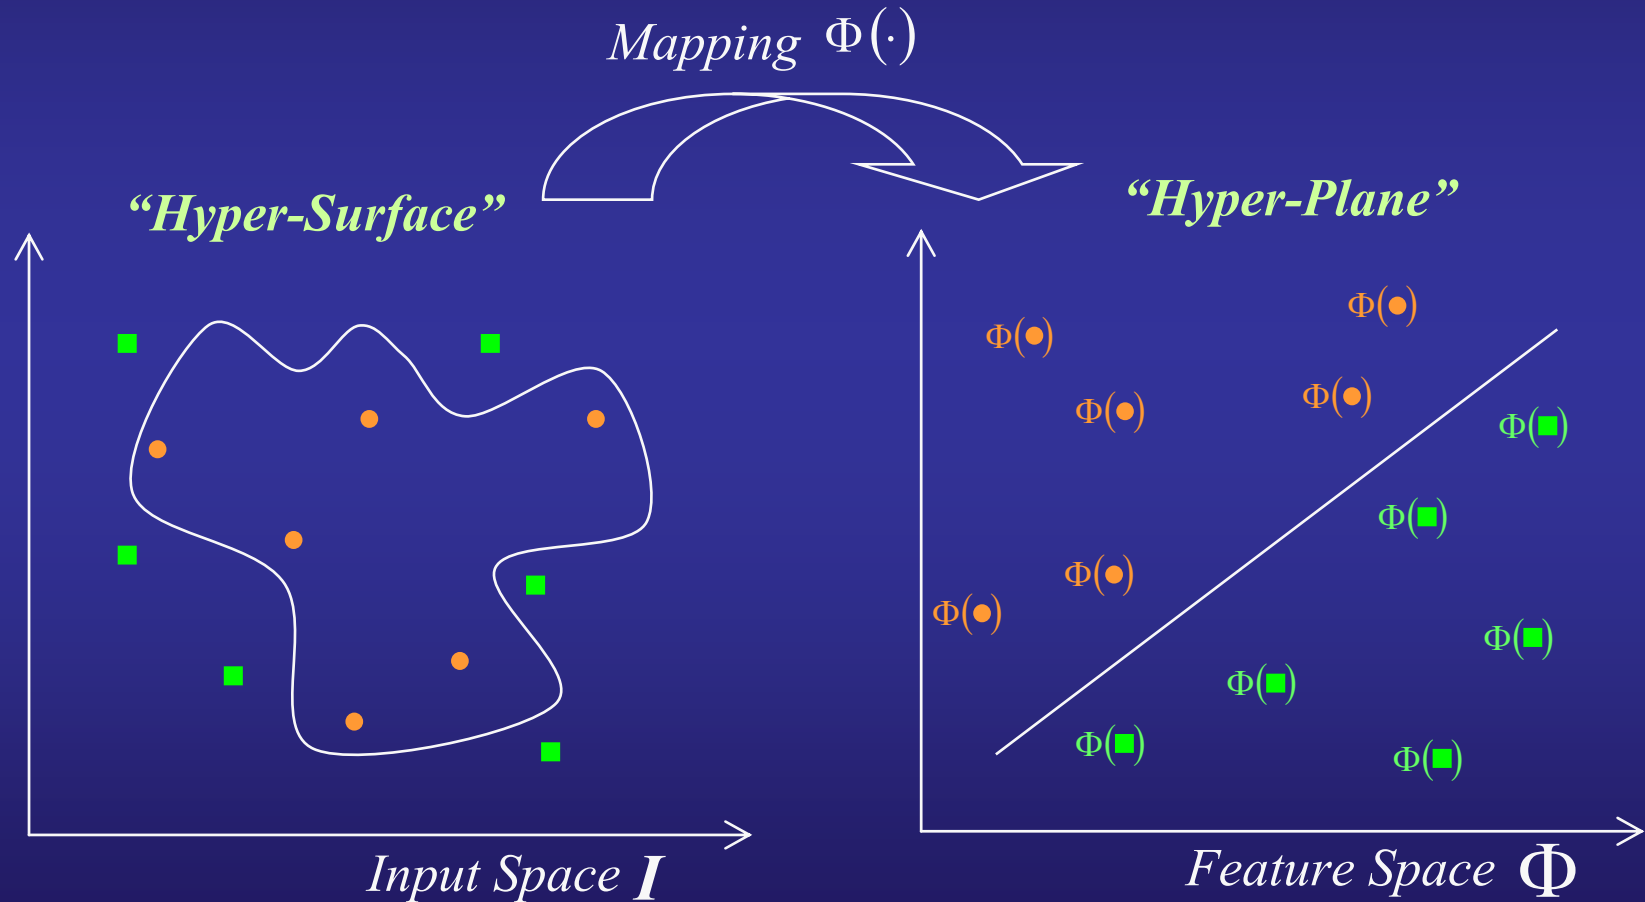 Mapping Φ(·)
“Hyper-Surface”
“Hyper-Plane”
Φ(●)
Φ(●)
Φ(●)
Φ(●)
Φ(■)
Φ(■)
Φ(●)
Φ(●)
Φ(■)
Φ(■)
Φ(■)
Φ(■)
Input Space I
Feature Space Φ